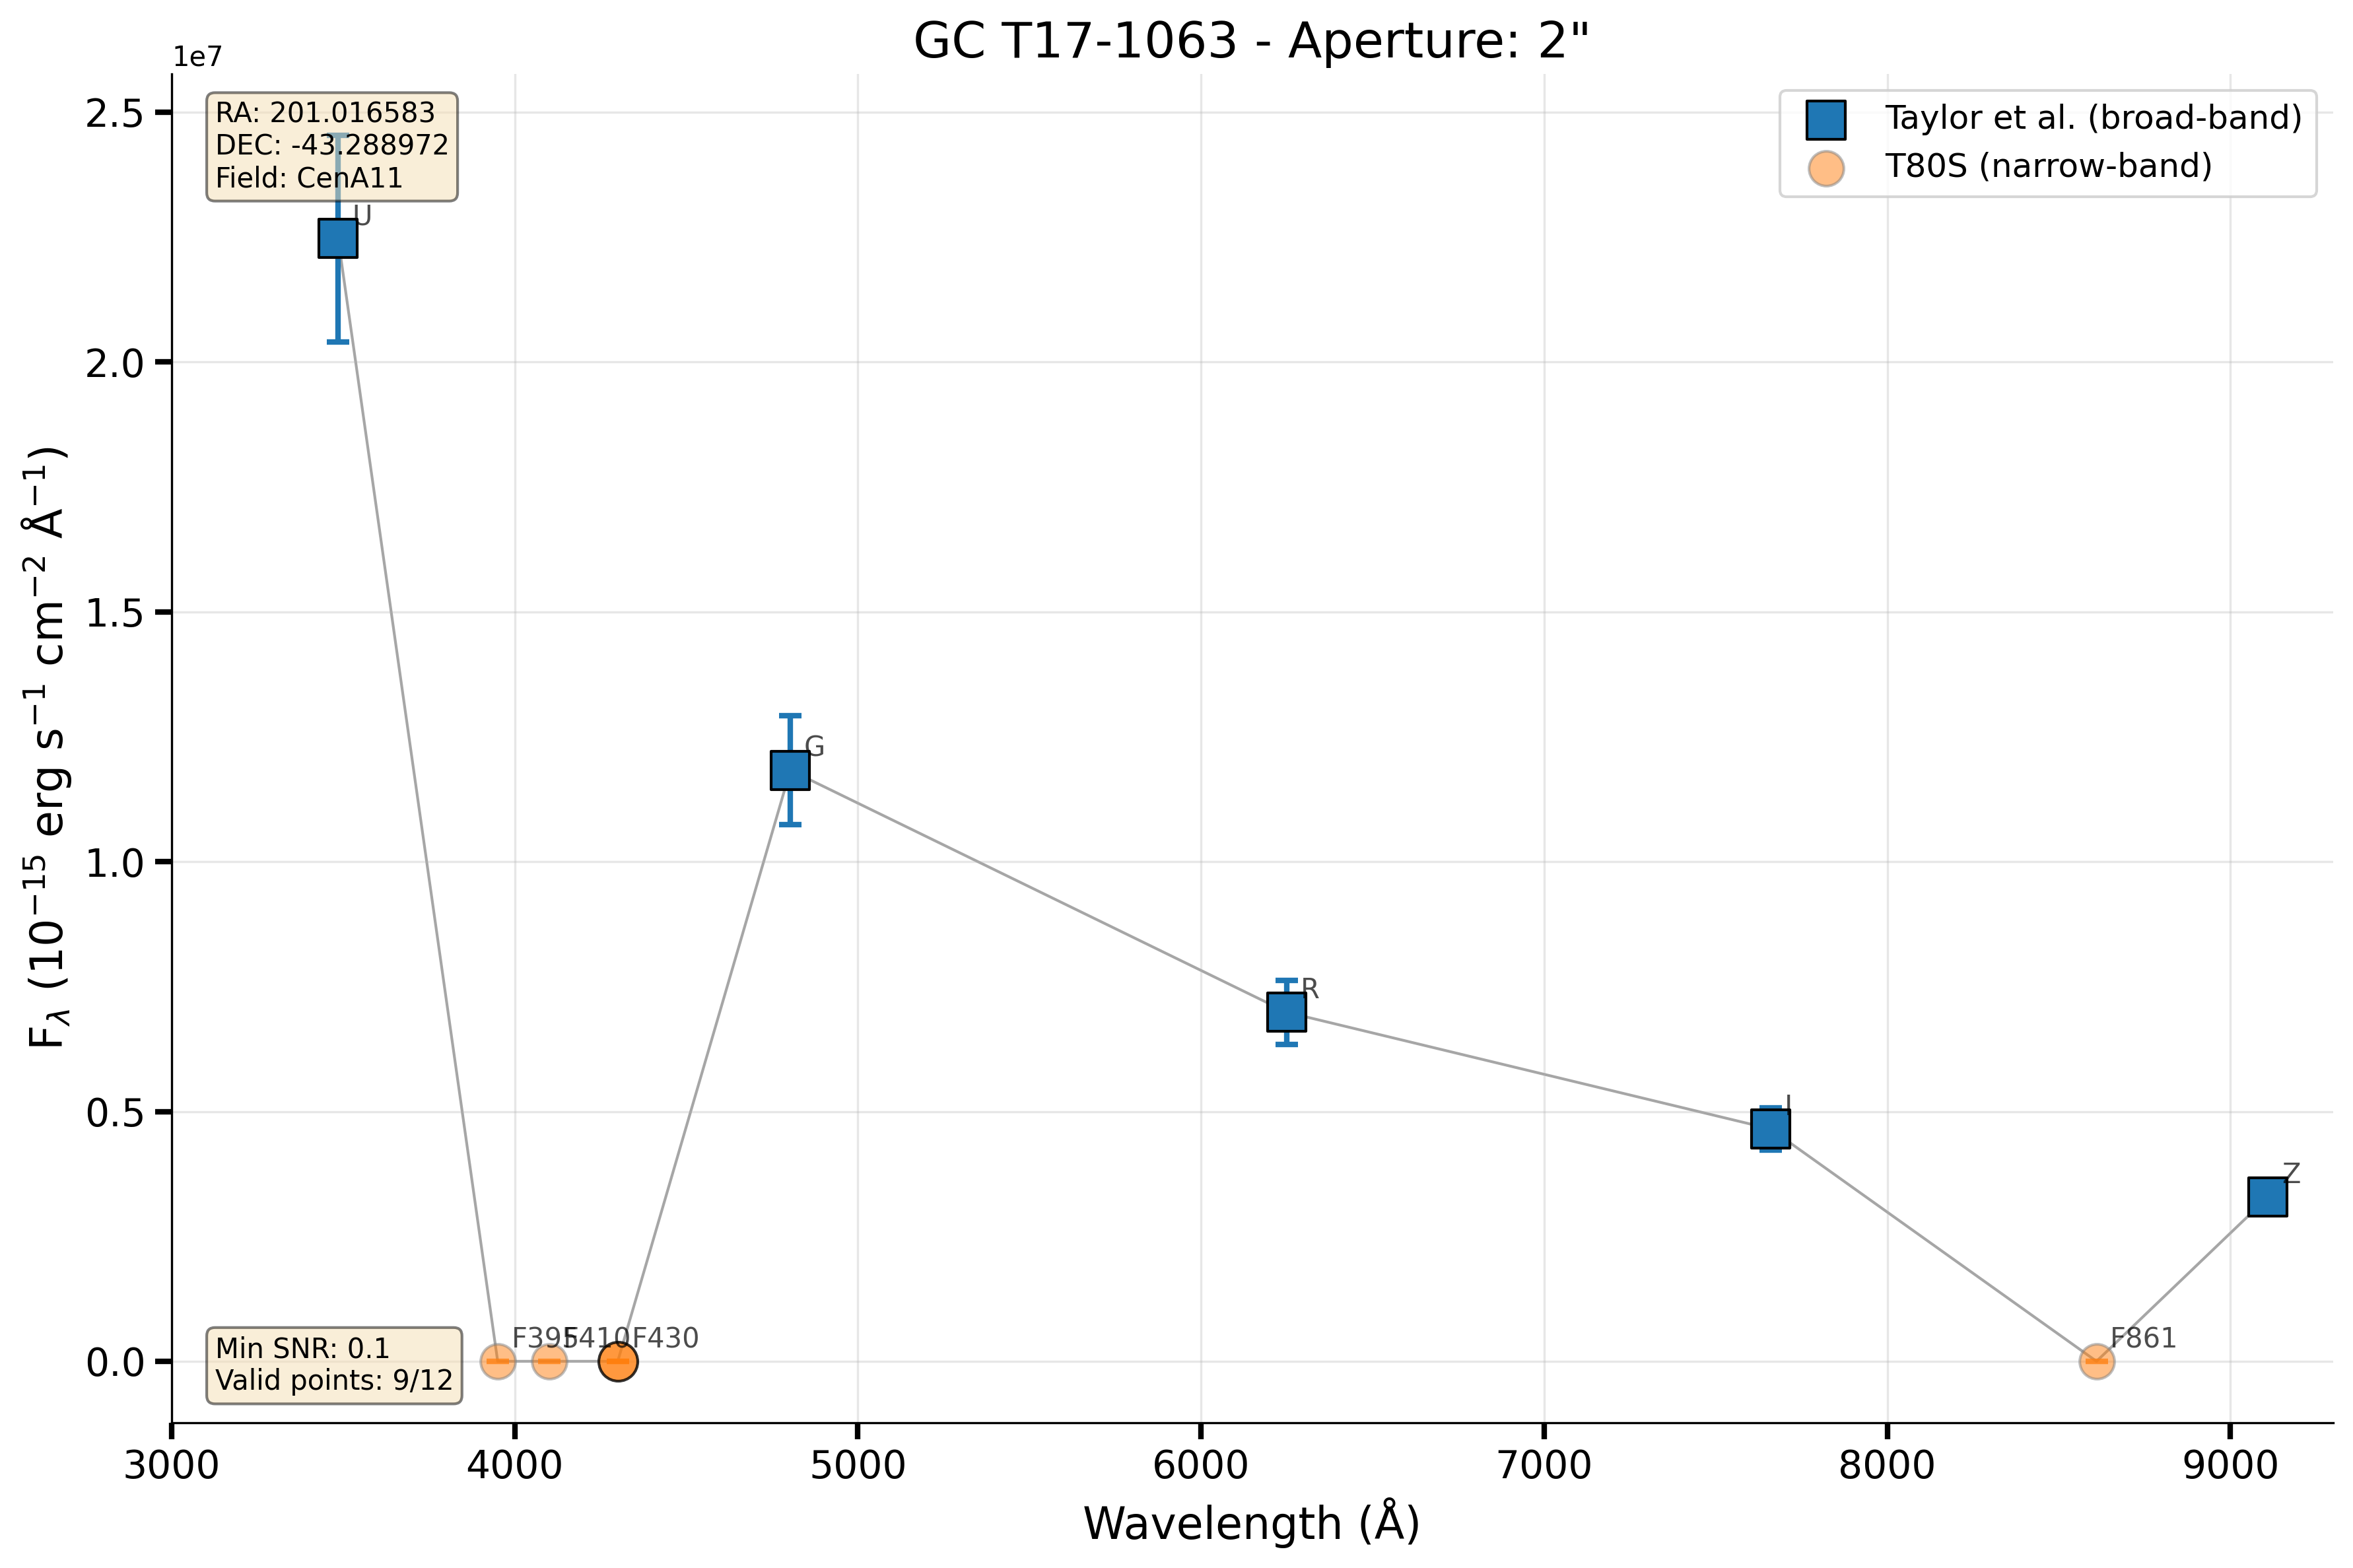 GC T17-1063 - Aperture: 2"
1e7
RA: 201.016583
DEC: -43.288972
Field: CenA11
Taylor et al. (broad-band)
T80S (narrow-band)
2.5
2.0
1.5
1.0
0.5
0.0
F_λ (10⁻¹⁵ erg s⁻¹ cm⁻² Å⁻¹)
U
G
R
I
Z
F395
F410
F430
F861
Min SNR: 0.1
Valid points: 9/12
3000
4000
5000
6000
7000
8000
9000
Wavelength (Å)